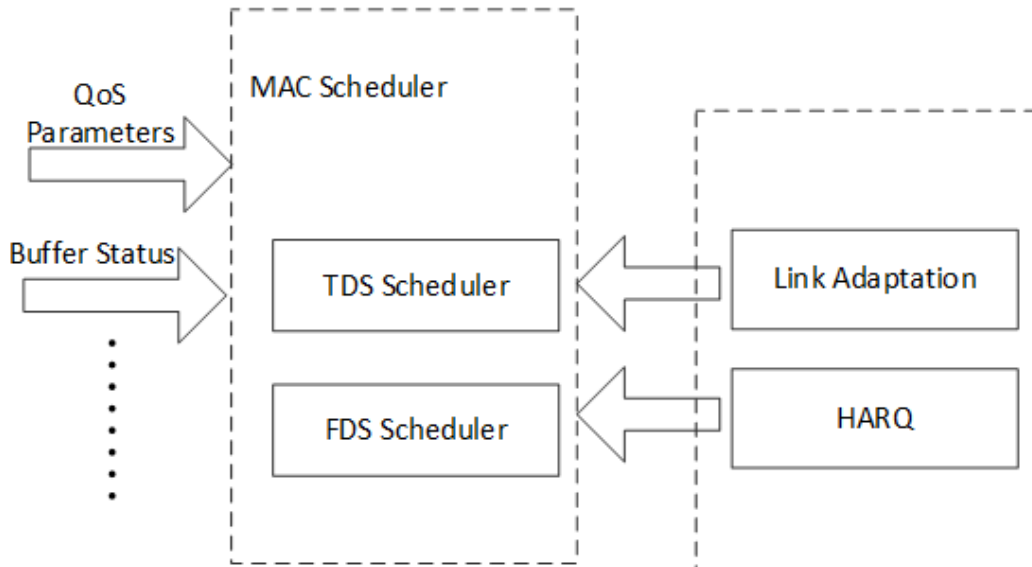 QoS
Parameters
MAC Scheduler
Buffer Status
TDS Scheduler
Link Adaptation
FDS Scheduler
HARQ